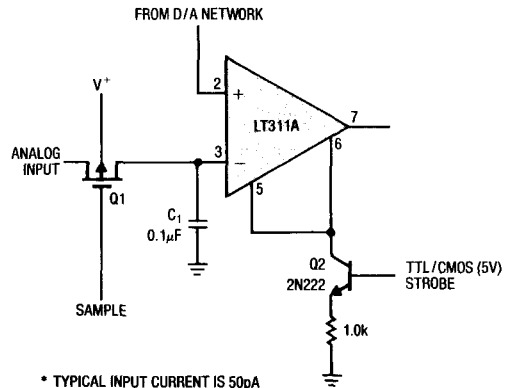 FROM D/A NETWORK
V+
2
+
LT311A
7
ANALOG
INPUT
3
−
6
Q1
5
C1
0.1µF
Q2
2N222
TTL/CMOS (5V)
STROBE
SAMPLE
1.0k
* TYPICAL INPUT CURRENT IS 50pA